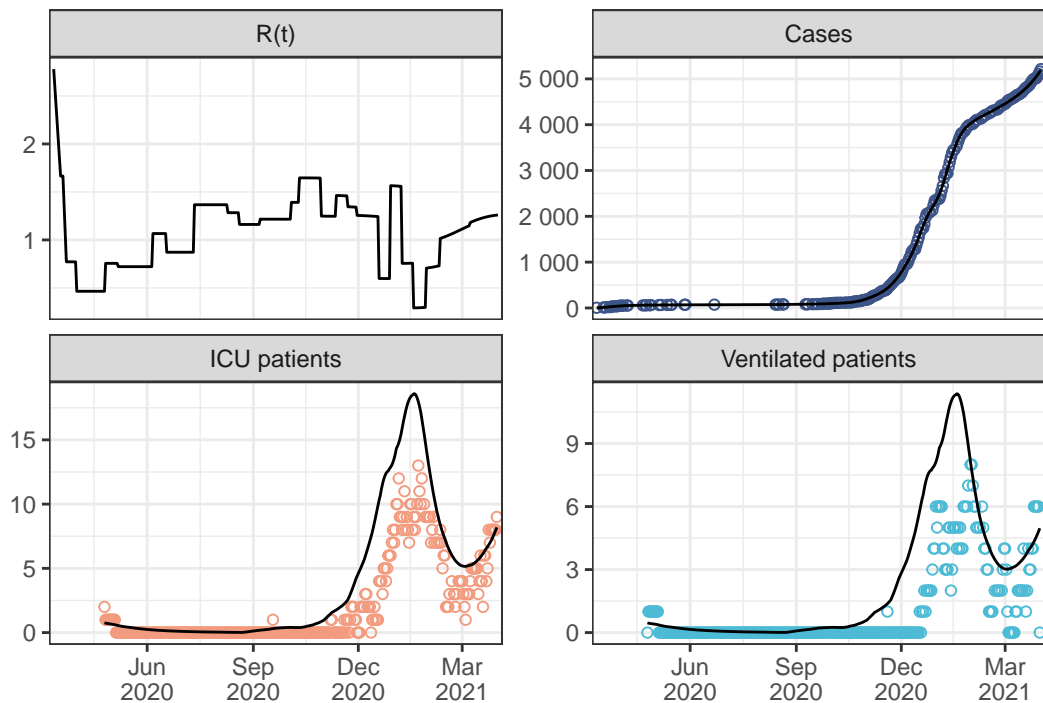 R(t)
Cases
2
1
5 000
4 000
3 000
2 000
1 000
0
ICU patients
Ventilated patients
15
10
5
0
9
6
3
0
Jun Sep Dec Mar
2020 2020 2020 2021
Jun Sep Dec Mar
2020 2020 2020 2021